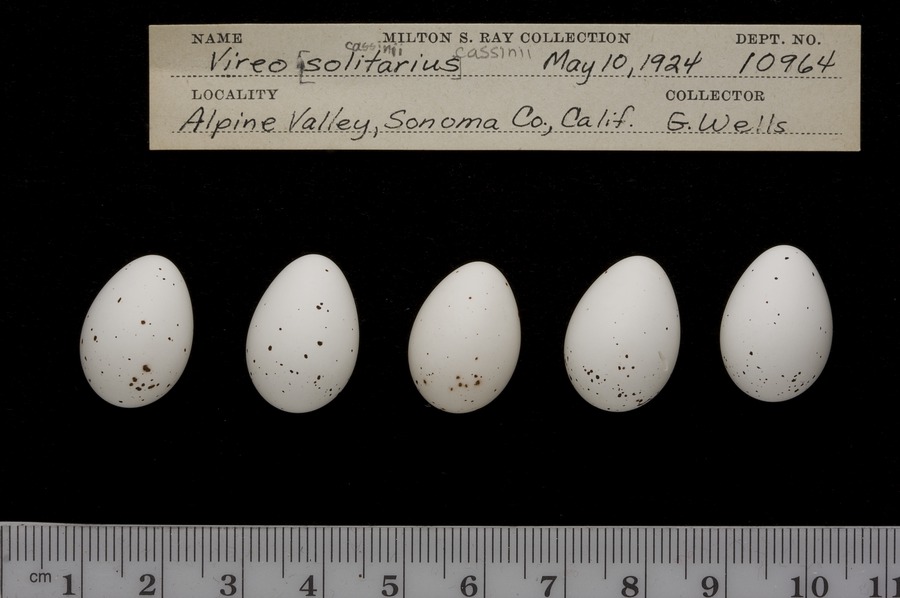 NAME MILTON S. RAY COLLECTION DEPT. NO.
cassinii
Vireo [solitarius] cassinii May 10, 1924 10964
LOCALITY COLLECTOR
Alpine Valley, Sonoma Co., Calif. G. Wells
cm 1 2 3 4 5 6 7 8 9 10 11